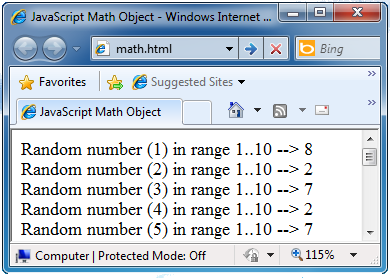 JavaScript Math Object - Windows Internet ...
math.html
Bing
Favorites
Suggested Sites
JavaScript Math Object
Random number (1) in range 1..10 --> 8
Random number (2) in range 1..10 --> 2
Random number (3) in range 1..10 --> 7
Random number (4) in range 1..10 --> 2
Random number (5) in range 1..10 --> 7
Computer | Protected Mode: Off
115%